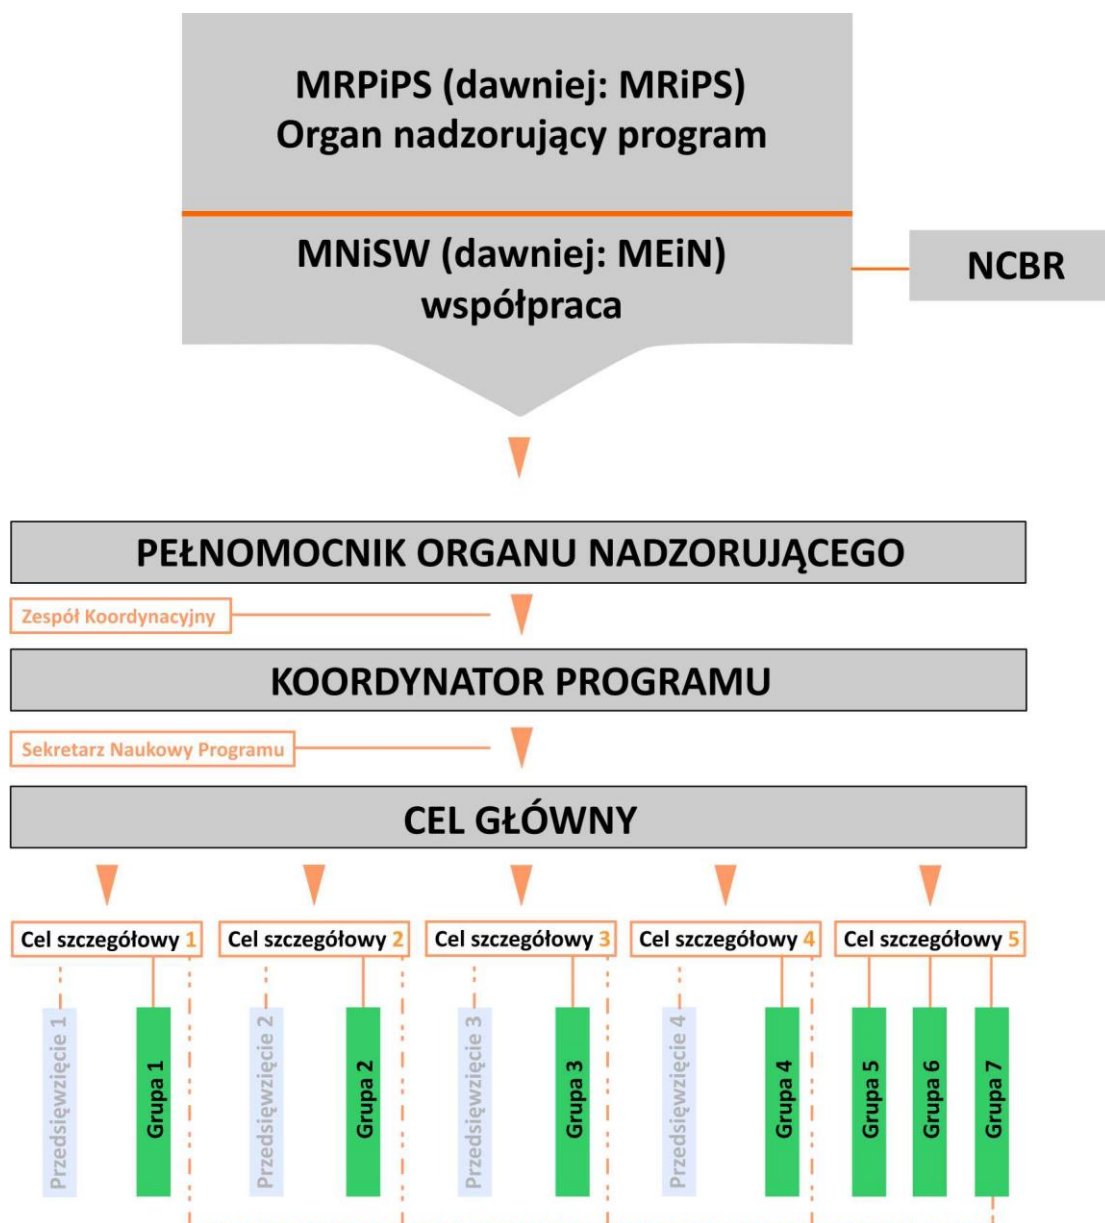 MRPiPS (dawniej: MRiPS)
Organ nadzorujący program
MNiSW (dawniej: MEiN)
współpraca
NCBR
PEŁNOMOCNIK ORGANU NADZORUJĄCEGO
Zespół Koordynacyjny
KOORDYNATOR PROGRAMU
Sekretarz Naukowy Programu
CEL GŁÓWNY
Cel szczegółowy 1
Cel szczegółowy 2
Cel szczegółowy 3
Cel szczegółowy 4
Cel szczegółowy 5
Przedsięwzięcie 1
Grupa 1
Przedsięwzięcie 2
Grupa 2
Przedsięwzięcie 3
Grupa 3
Przedsięwzięcie 4
Grupa 4
Grupa 5
Grupa 6
Grupa 7